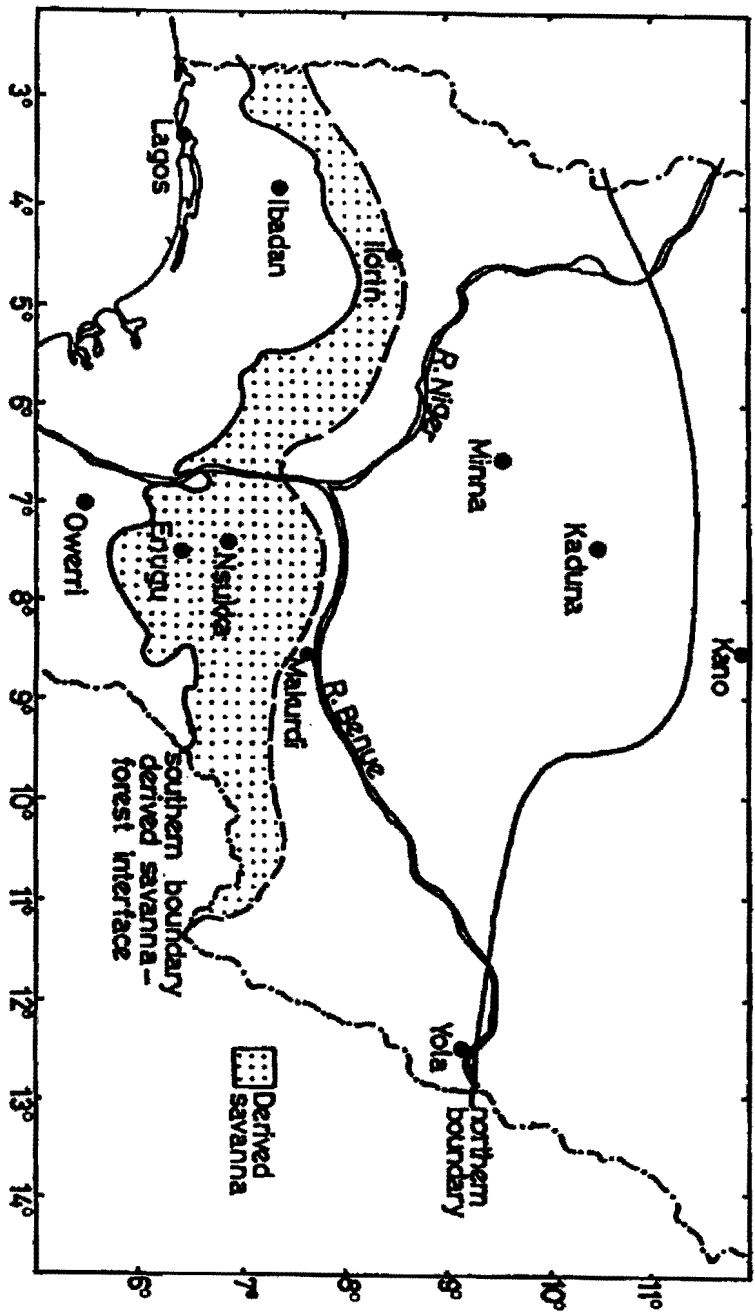 Kano
Kaduna
Minna
R. Niger
northern
boundary
Yola
R. Benue
Ilorin
Makurdi
Ibadan
Nsukka
Enugu
Lagos
Owerri
southern boundary
derived savanna–
forest interface
Derived
savanna
3°
4°
5°
6°
7°
8°
9°
10°
11°
12°
13°
14°
11°
10°
9°
8°
7°
6°